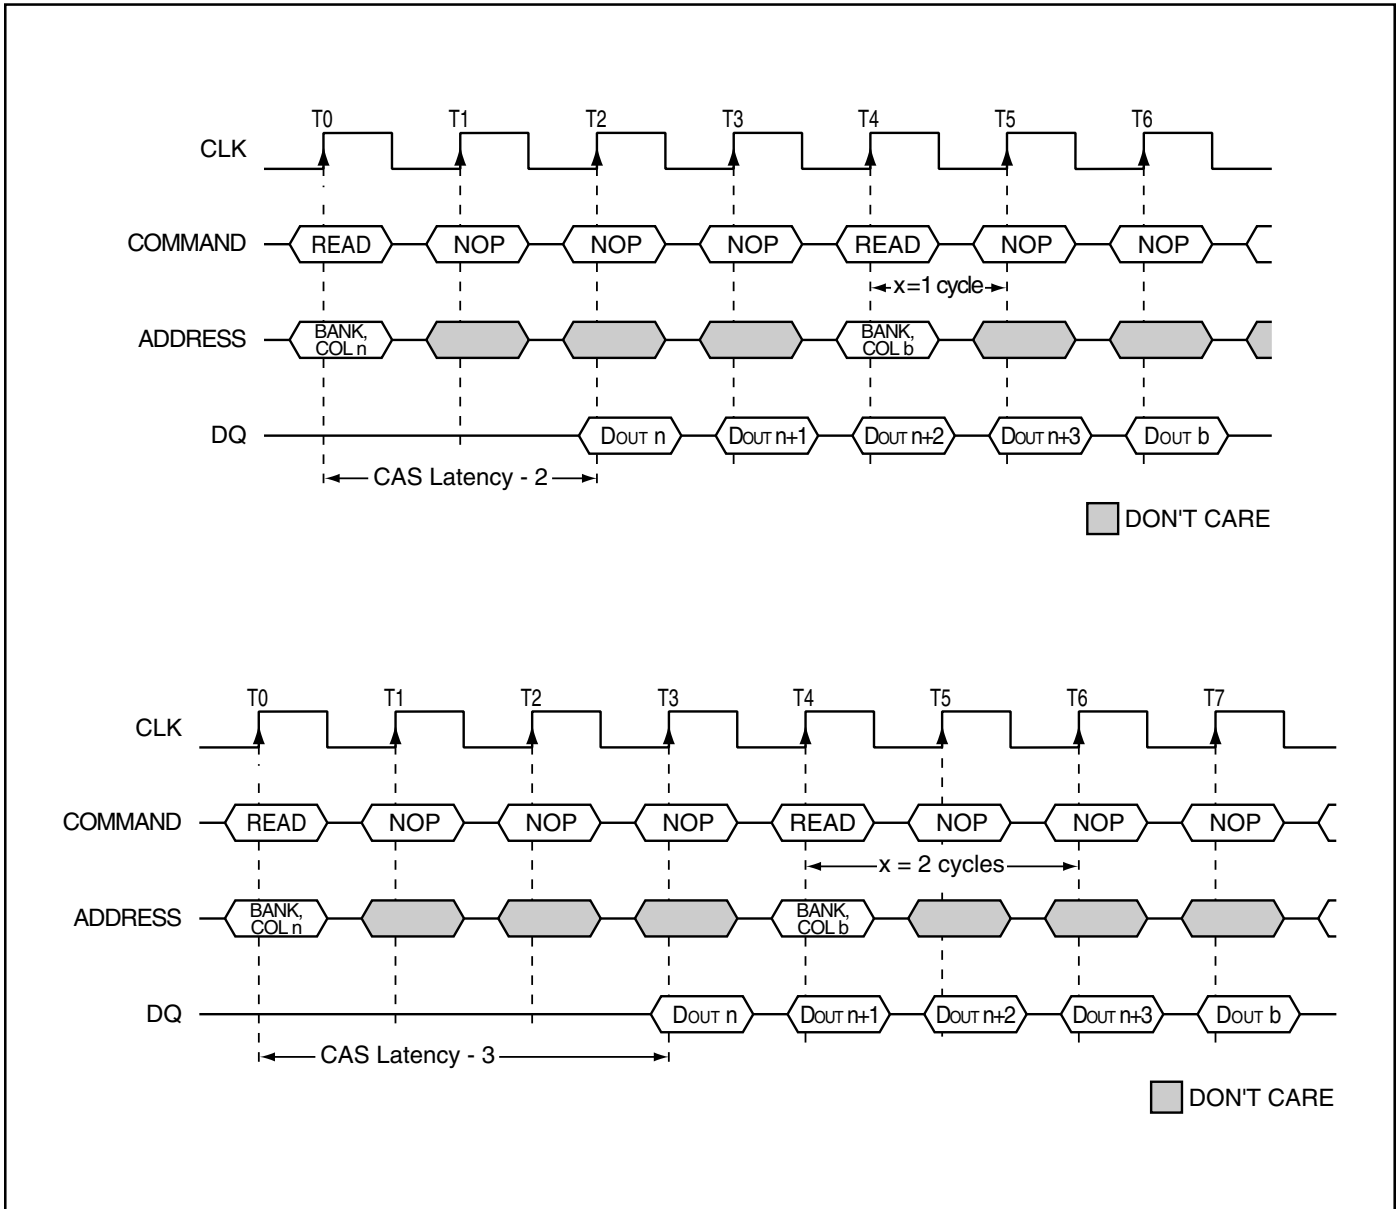 T0 T1 T2 T3 T4 T5 T6
CLK
COMMAND READ NOP NOP NOP READ NOP NOP
x=1 cycle
ADDRESS BANK, COL n BANK, COL b
DQ DOUT n DOUT n+1 DOUT n+2 DOUT n+3 DOUT b
CAS Latency - 2
DON'T CARE
T0 T1 T2 T3 T4 T5 T6 T7
CLK
COMMAND READ NOP NOP NOP READ NOP NOP NOP
x = 2 cycles
ADDRESS BANK, COL n BANK, COL b
DQ DOUT n DOUT n+1 DOUT n+2 DOUT n+3 DOUT b
CAS Latency - 3
DON'T CARE